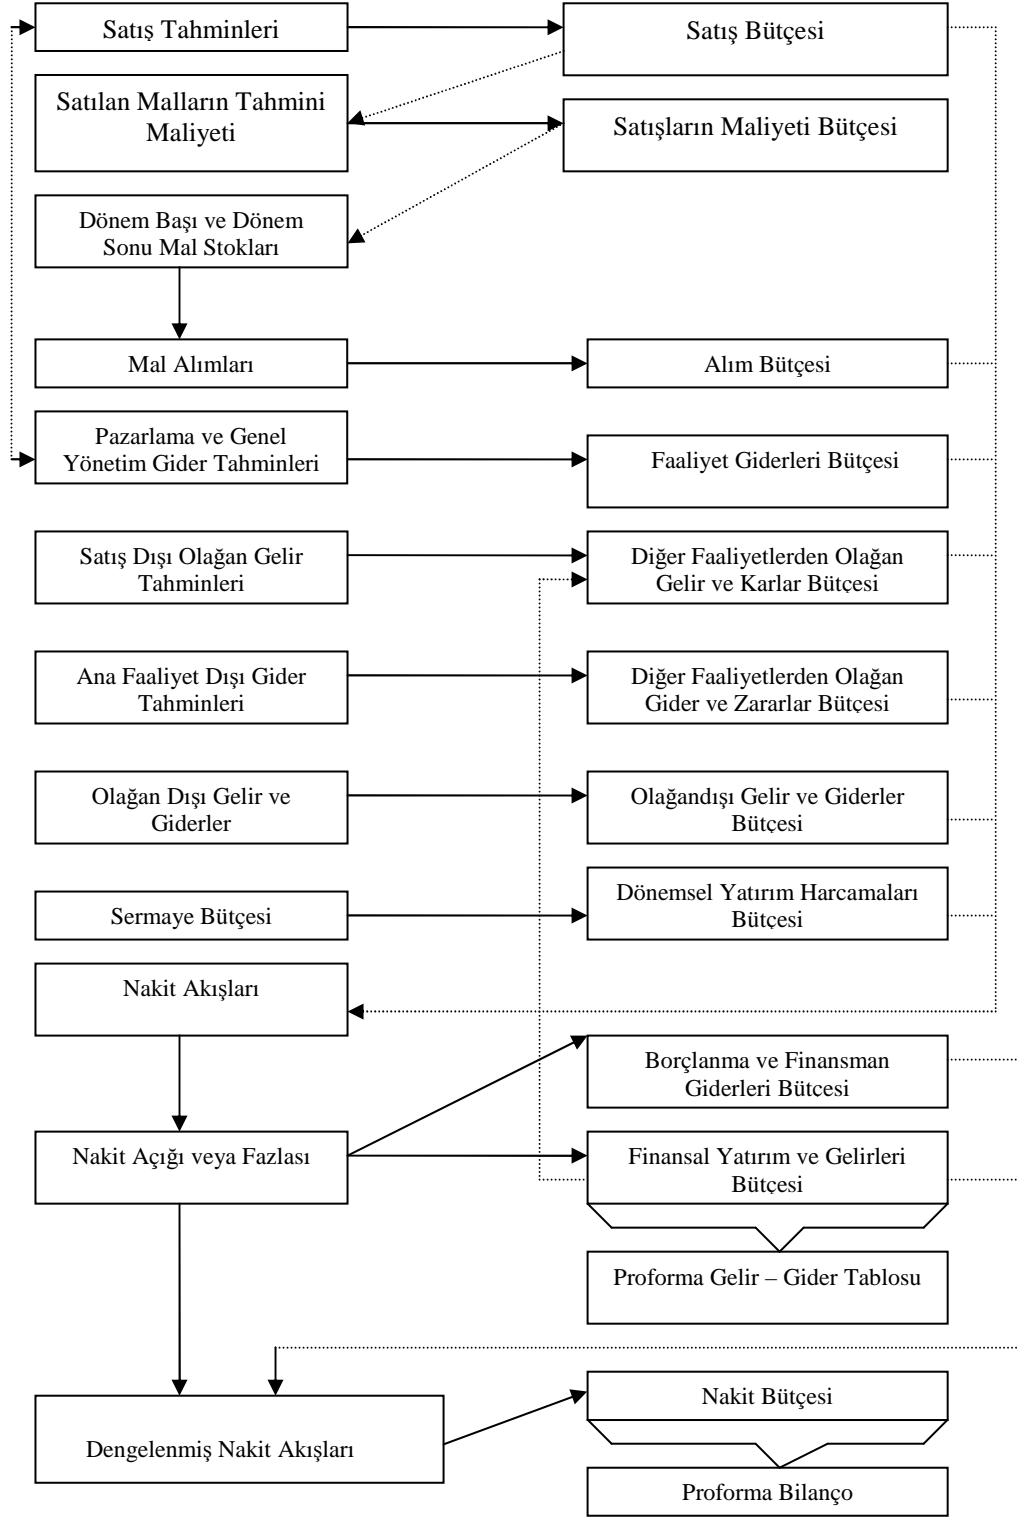 Satış Tahminleri
Satış Bütçesi
Satılan Malların Tahmini
Maliyeti
Satışların Maliyeti Bütçesi
Dönem Başı ve Dönem
Sonu Mal Stokları
Mal Alımları
Alım Bütçesi
Pazarlama ve Genel
Yönetim Gider Tahminleri
Faaliyet Giderleri Bütçesi
Satış Dışı Olağan Gelir
Tahminleri
Diğer Faaliyetlerden Olağan
Gelir ve Karlar Bütçesi
Ana Faaliyet Dışı Gider
Tahminleri
Diğer Faaliyetlerden Olağan
Gider ve Zararlar Bütçesi
Olağan Dışı Gelir ve
Giderler
Olağandışı Gelir ve Giderler
Bütçesi
Sermaye Bütçesi
Dönemsel Yatırım Harcamaları
Bütçesi
Nakit Akışları
Borçlanma ve Finansman
Giderleri Bütçesi
Nakit Açığı veya Fazlası
Finansal Yatırım ve Gelirleri
Bütçesi
Proforma Gelir – Gider Tablosu
Nakit Bütçesi
Dengelenmiş Nakit Akışları
Proforma Bilanço